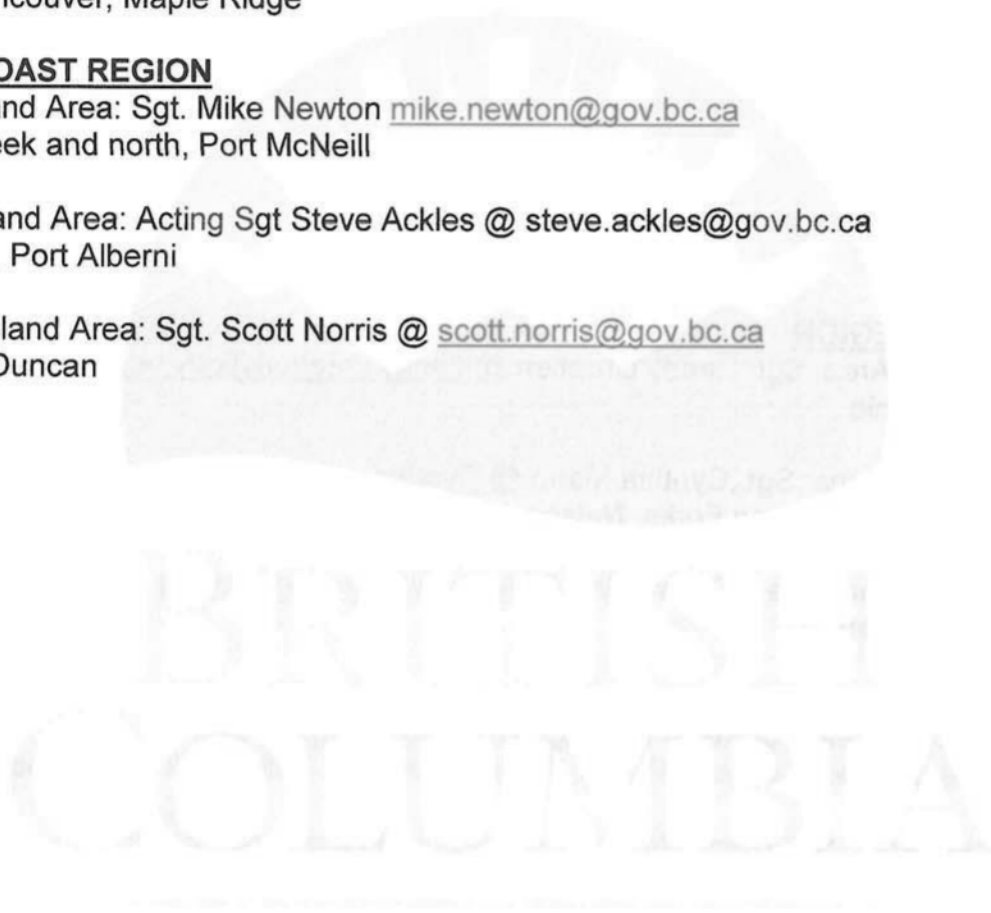 ncouver, Maple Ridge
OAST REGION
nd Area: Sgt. Mike Newton mike.newton@gov.bc.ca
eek and north, Port McNeill
and Area: Acting Sgt Steve Ackles @ steve.ackles@gov.bc.ca
Port Alberni
land Area: Sgt. Scott Norris @ scott.norris@gov.bc.ca
Duncan
BRITISH
COLUMBIA